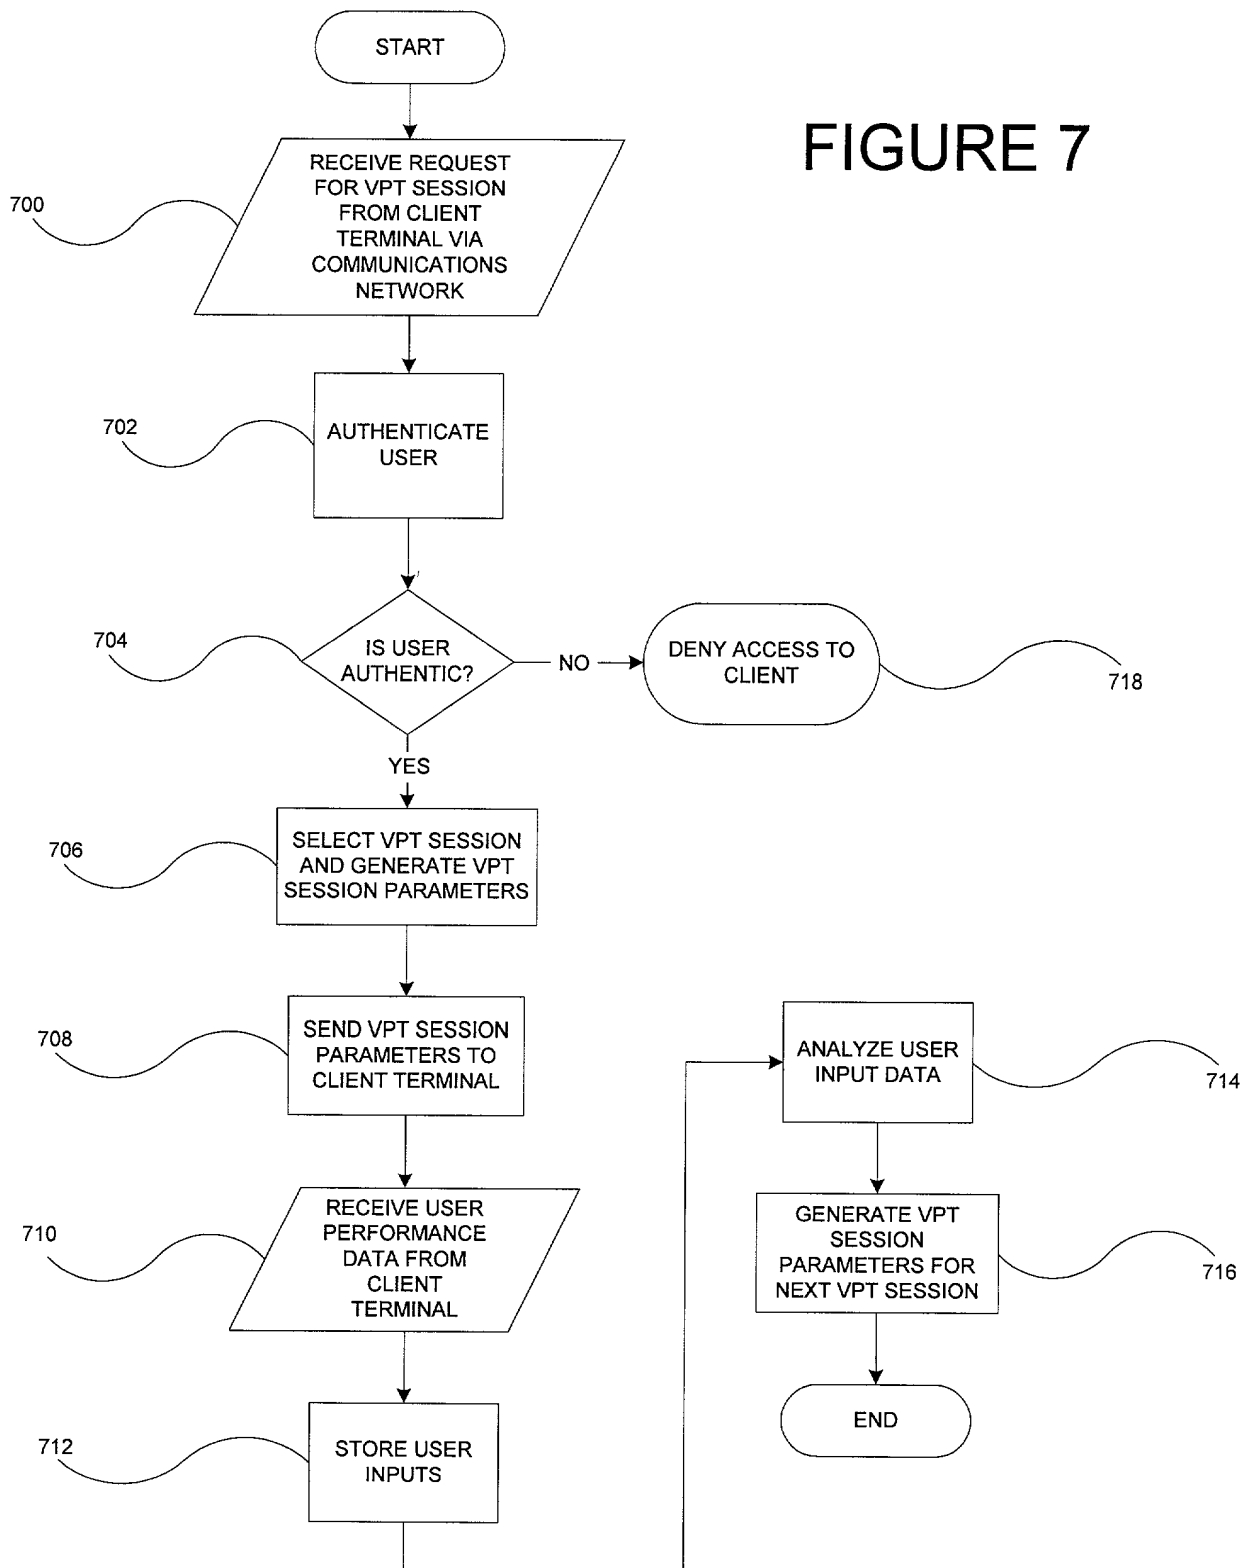 START
FIGURE 7
RECEIVE REQUEST
FOR VPT SESSION
FROM CLIENT
TERMINAL VIA
COMMUNICATIONS
NETWORK
700
AUTHENTICATE
USER
702
IS USER
AUTHENTIC?
704
NO
DENY ACCESS TO
CLIENT
718
YES
SELECT VPT SESSION
AND GENERATE VPT
SESSION PARAMETERS
706
SEND VPT SESSION
PARAMETERS TO
CLIENT TERMINAL
708
RECEIVE USER
PERFORMANCE
DATA FROM
CLIENT
TERMINAL
710
STORE USER
INPUTS
712
ANALYZE USER
INPUT DATA
714
GENERATE VPT
SESSION
PARAMETERS FOR
NEXT VPT SESSION
716
END